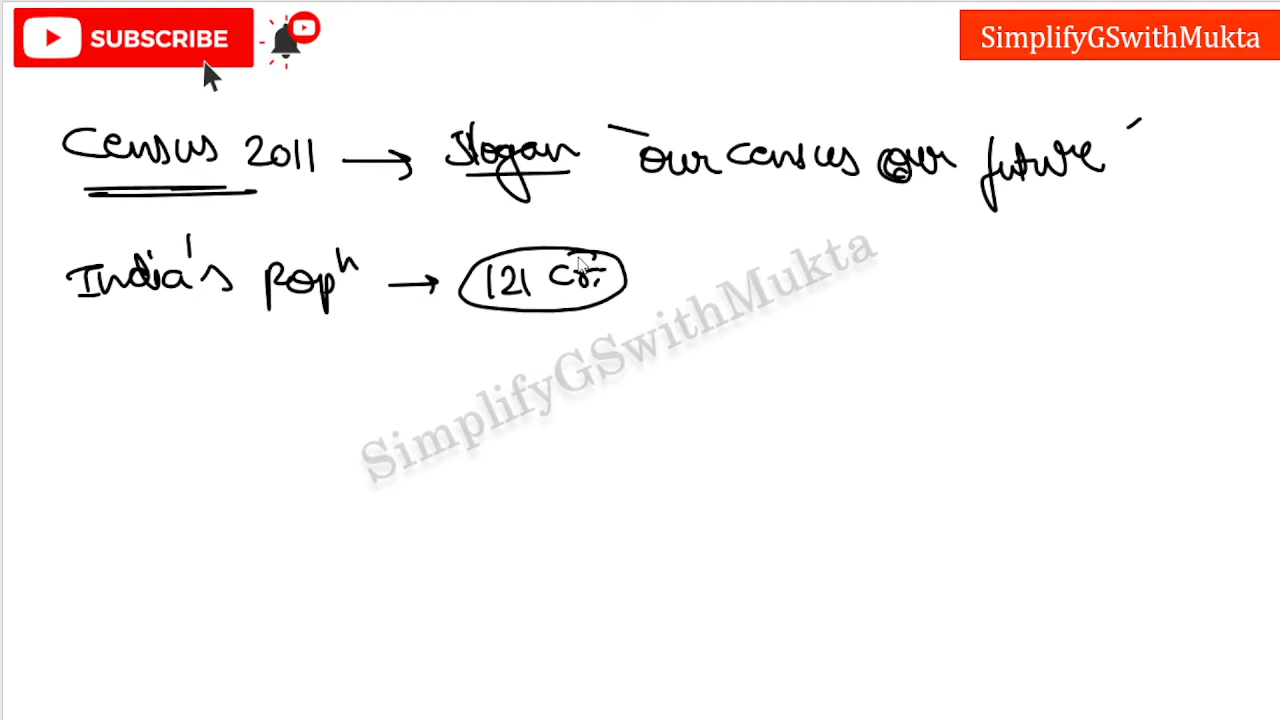 SUBSCRIBE
SimplifyGSwithMukta
Census 2011 → Slogan "our census our future"
India's popn → 121 Cr.
SimplifyGSwithMukta